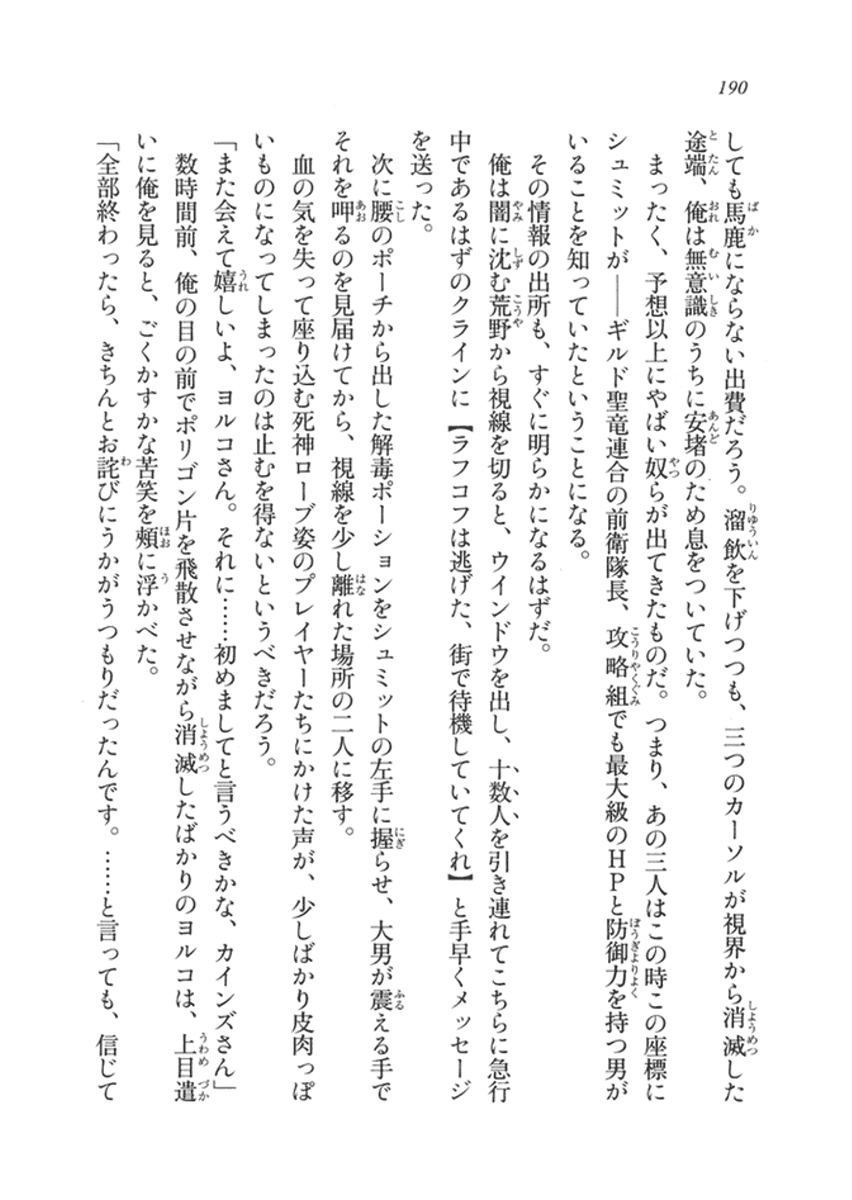 190
しても馬鹿にならない出費だろう。溜飲を下げつつも、三つのカーソルが視界から消滅した
途端、俺は無意識のうちに安堵のため息をついていた。
　まったく、予想以上にやばい奴らが出てきたものだ。つまり、あの三人はこの時この座標に
シュミットが――ギルド聖竜連合の前衛隊長、攻略組でも最大級のHPと防御力を持つ男が
いることを知っていたということになる。
　その情報の出所も、すぐに明らかになるはずだ。
　俺は闇に沈む荒野から視線を切ると、ウインドウを出し、十数人を引き連れてこちらに急行
中であるはずのクラインに【ラフコフは逃げた、街で待機していてくれ】と手早くメッセージ
を送った。
　次に腰のポーチから出した解毒ポーションをシュミットの左手に握らせ、大男が震える手で
それを呷るのを見届けてから、視線を少し離れた場所の二人に移す。
　血の気を失って座り込む死神ローブ姿のプレイヤーたちにかけた声が、少しばかり皮肉っぽ
いものになってしまったのは止むを得ないというべきだろう。
「また会えて嬉しいよ、ヨルコさん。それに……初めましてと言うべきかな、カインズさん」
　数時間前、俺の目の前でポリゴン片を飛散させながら消滅したばかりのヨルコは、上目遣
いに俺を見ると、ごくかすかな苦笑を頰に浮かべた。
「全部終わったら、きちんとお詫びにうかがうつもりだったんです。……と言っても、信じて